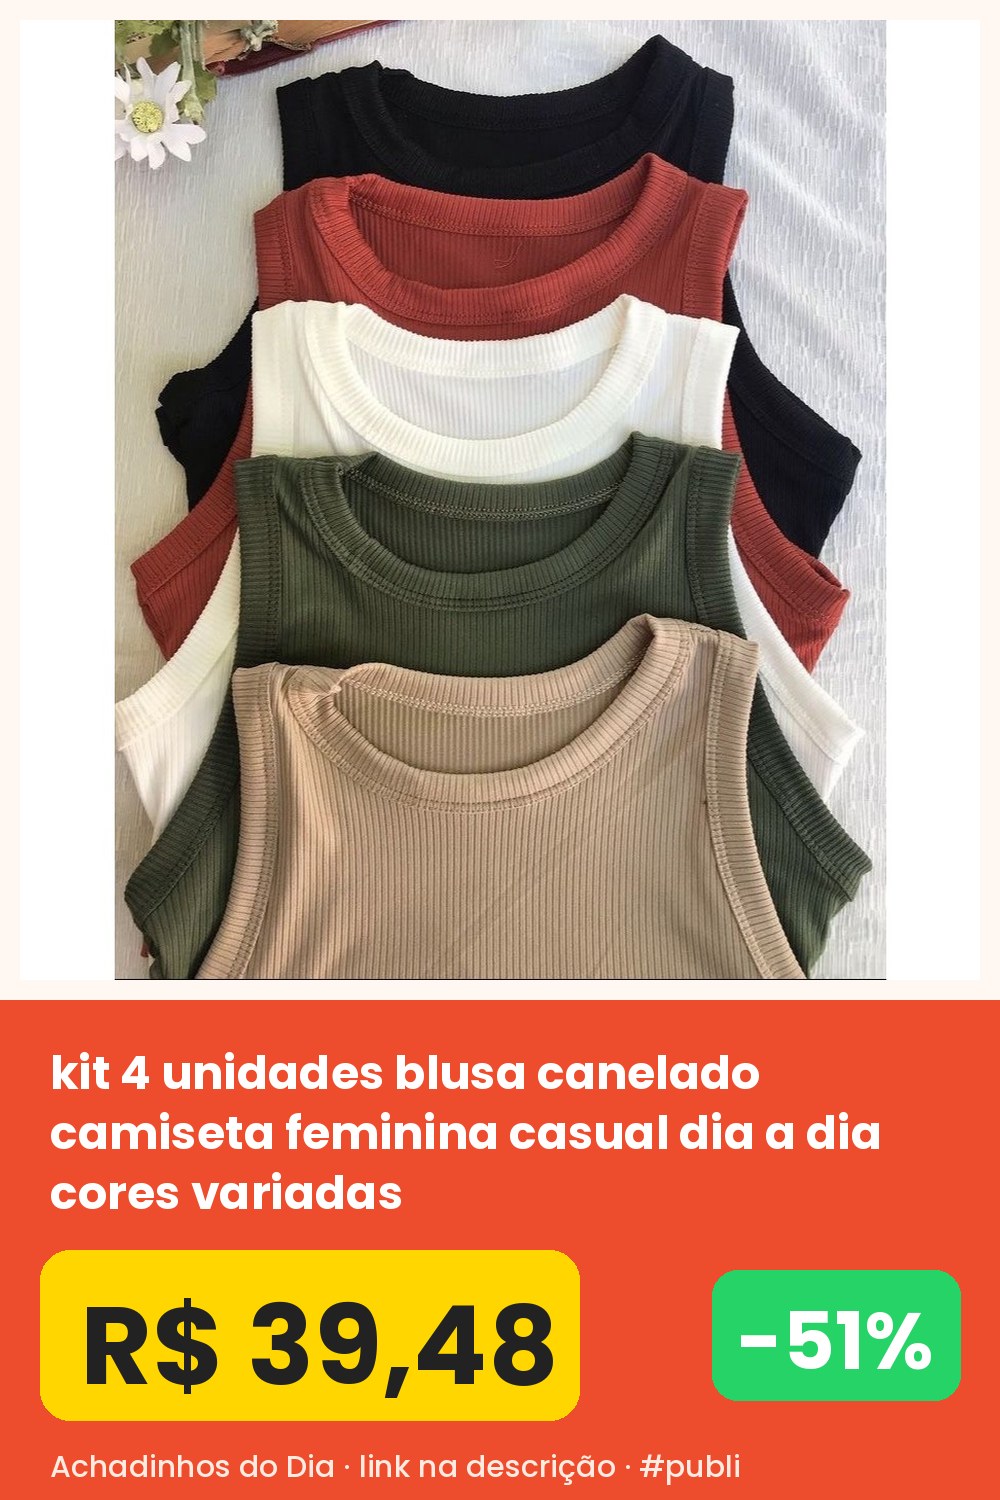 kit 4 unidades blusa canelado
camiseta feminina casual dia a dia
cores variadas
R$ 39,48
-51%
Achadinhos do Dia · link na descrição · #publi